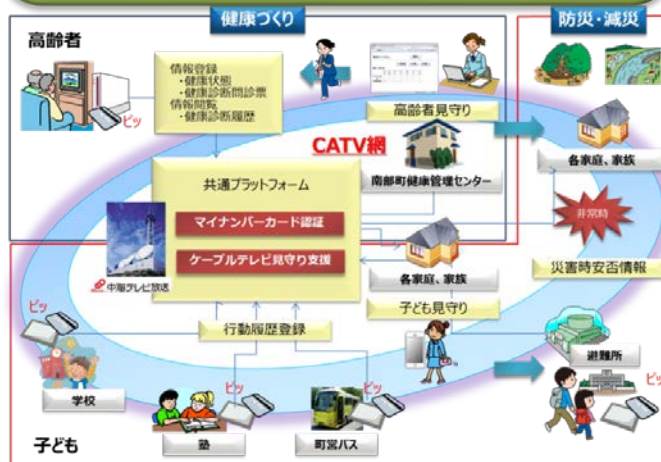 健康づくり
防災・減災
高齢者
情報登録
・健康状態
・健康診断問診票
情報閲覧
・健康診断履歴
ピッ
高齢者見守り
CATV網
南部町健康管理センター
各家庭、家族
共通プラットフォーム
マイナンバーカード認証
ケーブルテレビ見守り支援
中海テレビ放送
非常時
各家庭、家族
災害時安否情報
子ども見守り
行動履歴登録
ピッ
学校
ピッ
塾
ピッ
町営バス
避難所
ピッ
子ども